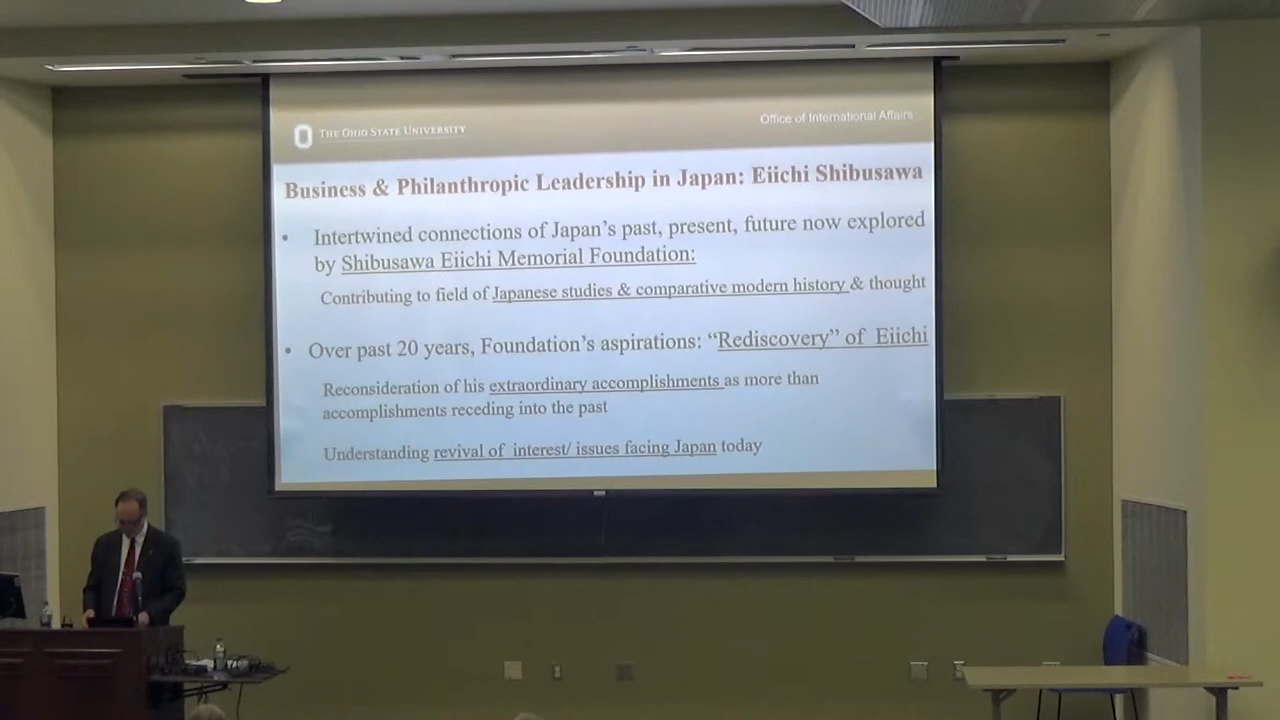 THE OHIO STATE UNIVERSITY
Office of International Affairs
Business & Philanthropic Leadership in Japan: Eiichi Shibusawa
• Intertwined connections of Japan's past, present, future now explored
by Shibusawa Eiichi Memorial Foundation:
Contributing to field of Japanese studies & comparative modern history & thought
• Over past 20 years, Foundation's aspirations: “Rediscovery” of Eiichi
Reconsideration of his extraordinary accomplishments as more than
accomplishments receding into the past
Understanding revival of interest/ issues facing Japan today